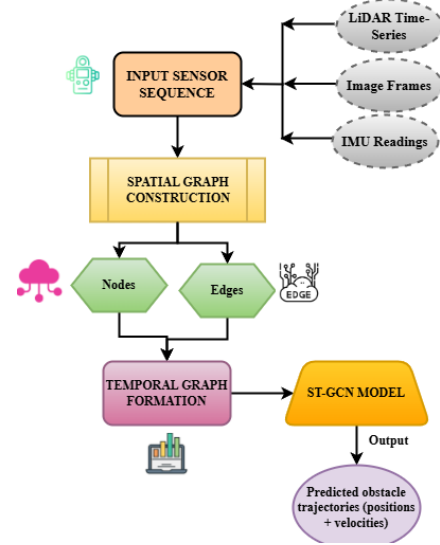 LiDAR Time-
Series
INPUT SENSOR
SEQUENCE
Image Frames
IMU Readings
SPATIAL GRAPH
CONSTRUCTION
Nodes
Edges
EDGE
TEMPORAL GRAPH
FORMATION
ST-GCN MODEL
Output
Predicted obstacle
trajectories (positions
+ velocities)